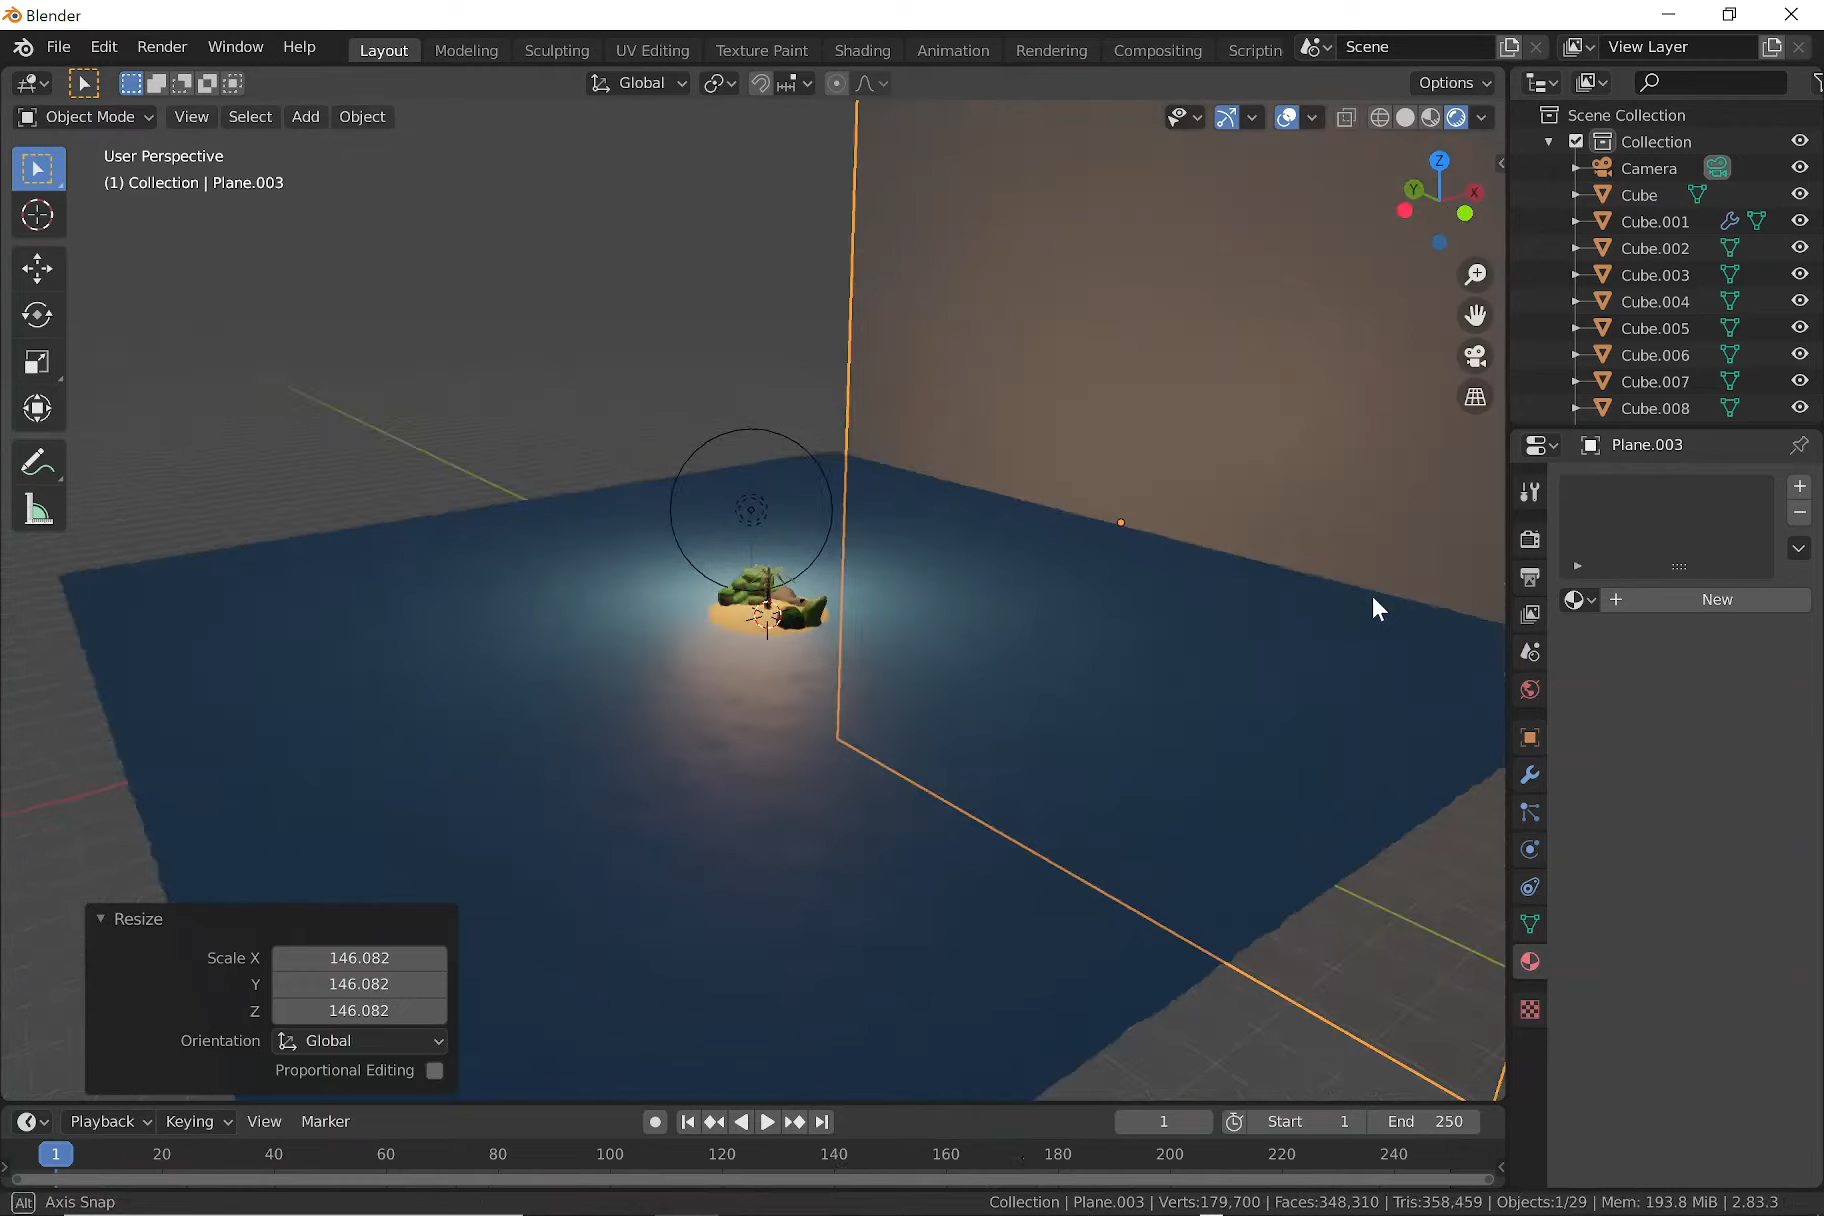 Blender
File Edit Render Window Help Layout Modeling Sculpting UV Editing Texture Paint Shading Animation Rendering Compositing Scriptin Scene View Layer
Global Options
Object Mode View Select Add Object
User Perspective
(1) Collection | Plane.003
Z
Y
X
Scene Collection
Collection
Camera
Cube
Cube.001
Cube.002
Cube.003
Cube.004
Cube.005
Cube.006
Cube.007
Cube.008
Plane.003
New
Resize
Scale X 146.082
Y 146.082
Z 146.082
Orientation Global
Proportional Editing
Playback Keying View Marker 1 Start 1 End 250
1 20 40 60 80 100 120 140 160 180 200 220 240
Alt Axis Snap Collection | Plane.003 | Verts:179,700 | Faces:348,310 | Tris:358,459 | Objects:1/29 | Mem: 193.8 MiB | 2.83.3